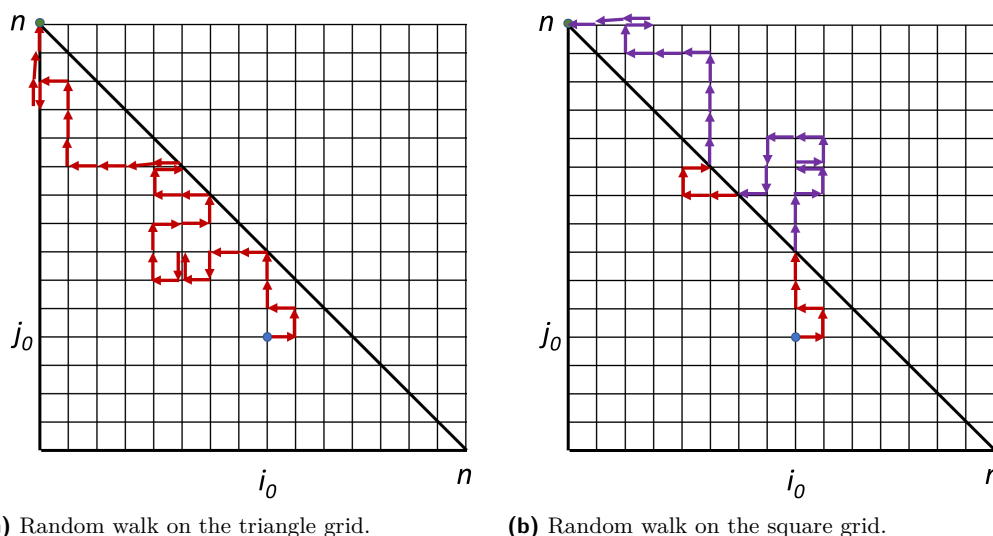 n
j₀
i₀
n
) Random walk on the triangle grid.
n
j₀
i₀
(b) Random walk on the square grid.